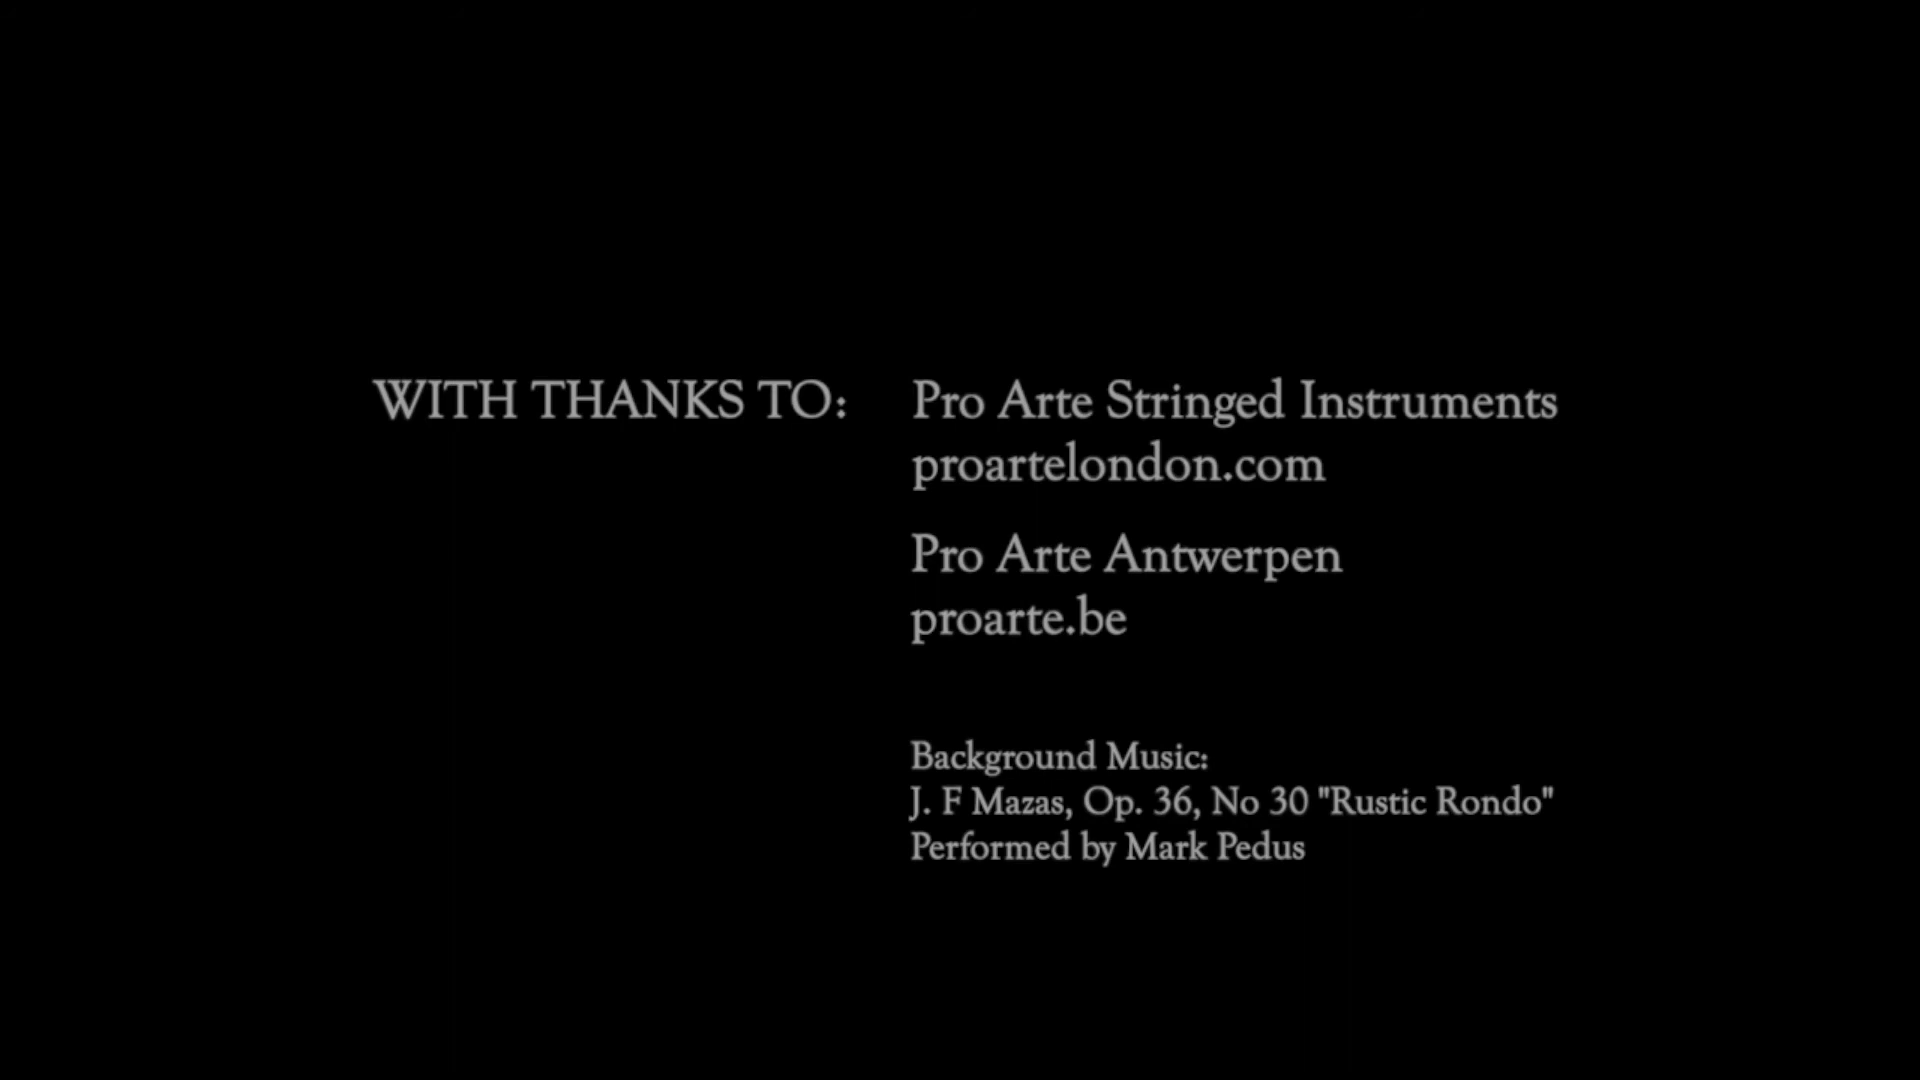 WITH THANKS TO: Pro Arte Stringed Instruments
proartelondon.com
Pro Arte Antwerpen
proarte.be
Background Music:
J. F Mazas, Op. 36, No 30 "Rustic Rondo"
Performed by Mark Pedus